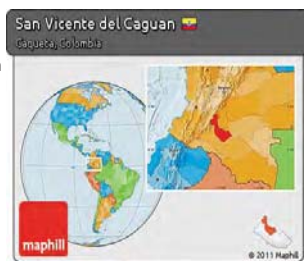 San Vicente del Caguan
Caqueta, Colombia
maphill
© 2011 Maphill